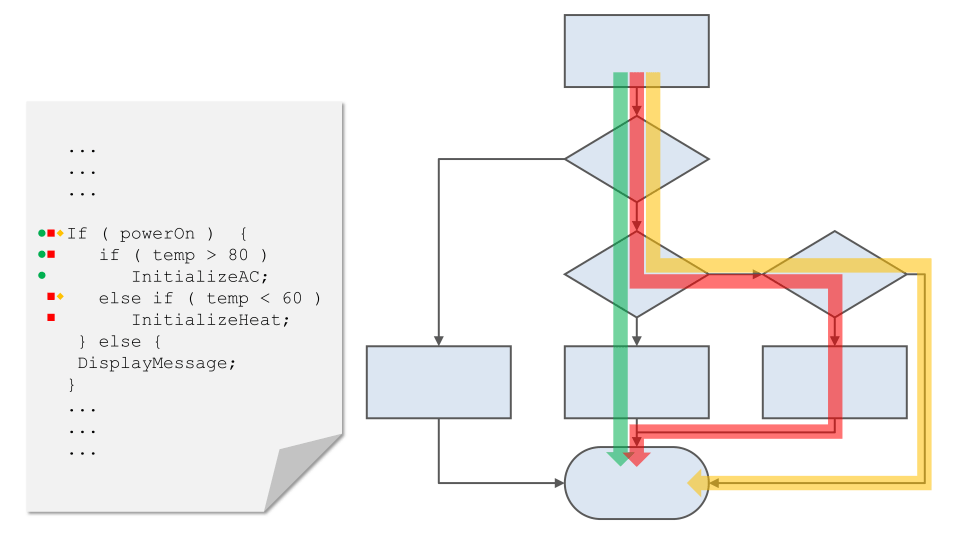 ...
...
...
If ( powerOn ) {
if ( temp > 80 )
InitializeAC;
else if ( temp < 60 )
InitializeHeat;
} else {
DisplayMessage;
}
...
...
...